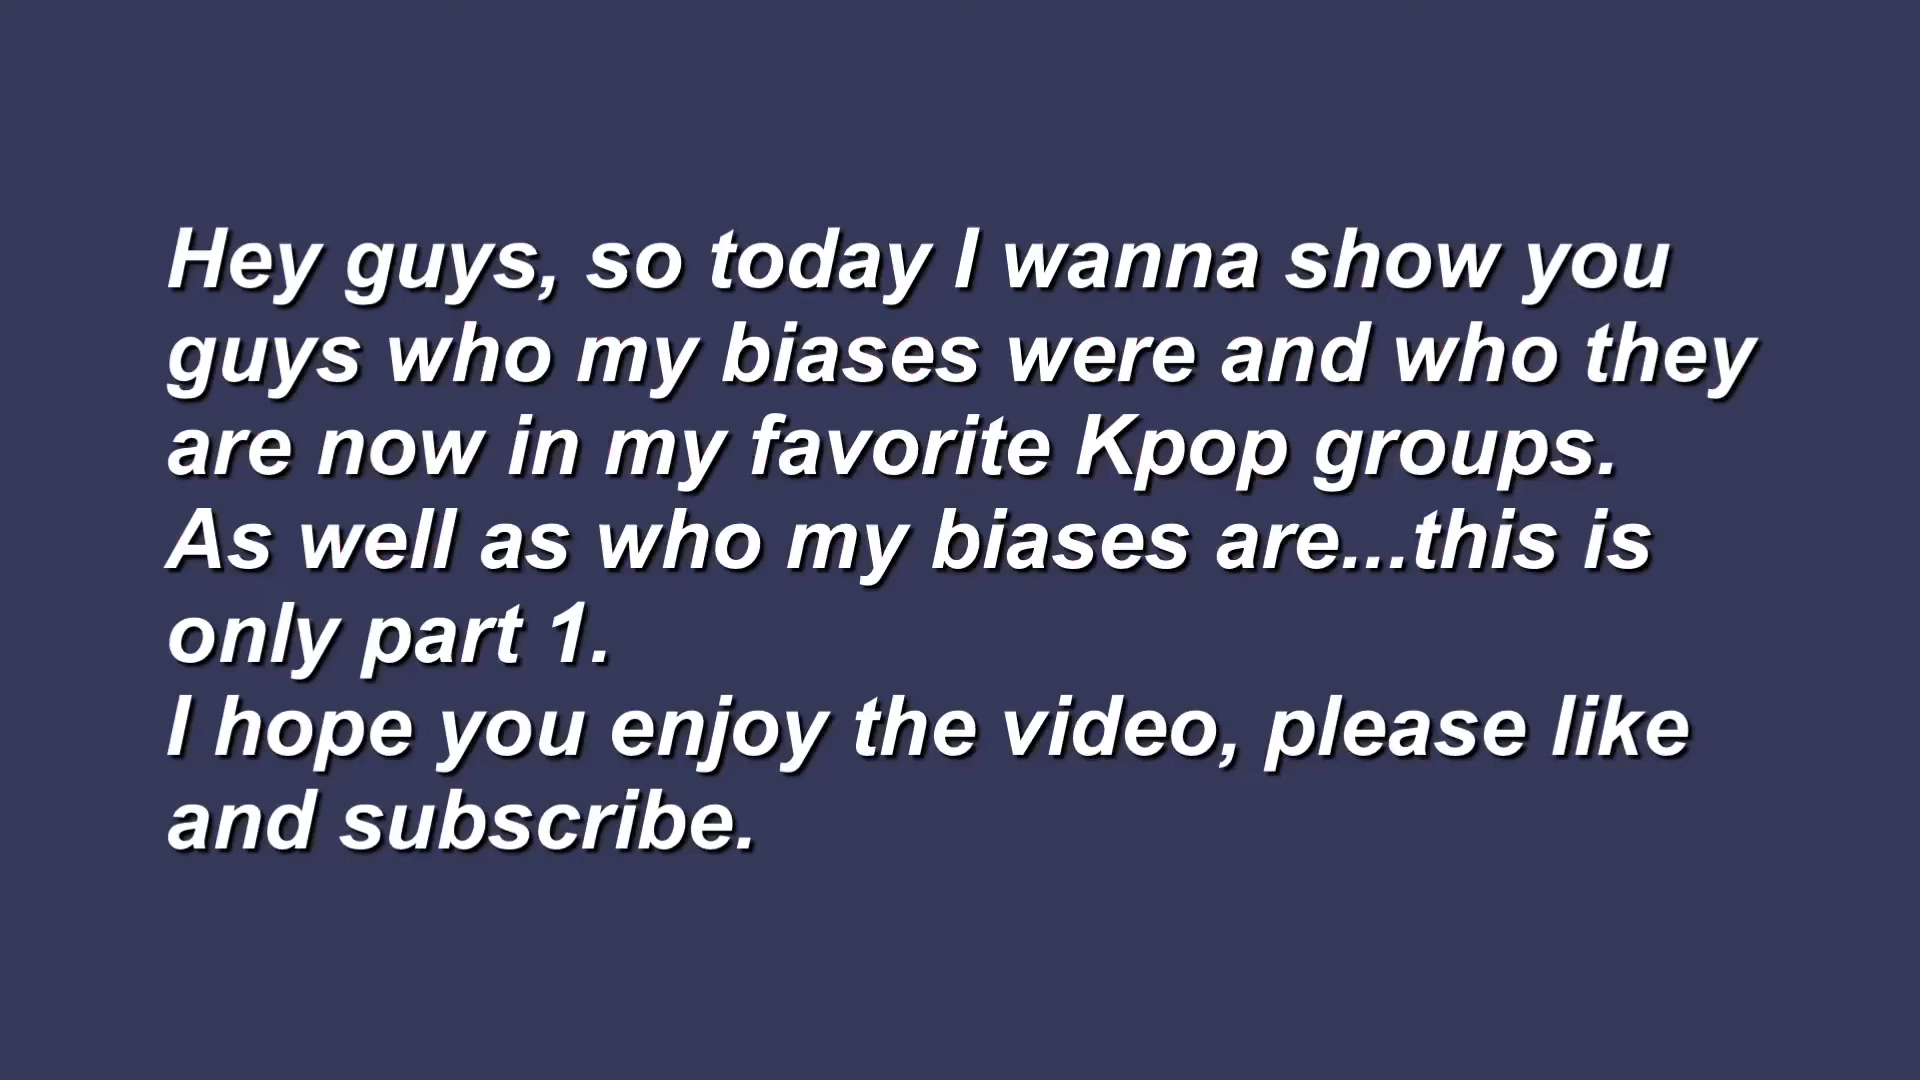 Hey guys, so today I wanna show you
guys who my biases were and who they
are now in my favorite Kpop groups.
As well as who my biases are...this is
only part 1.
I hope you enjoy the video, please like
and subscribe.